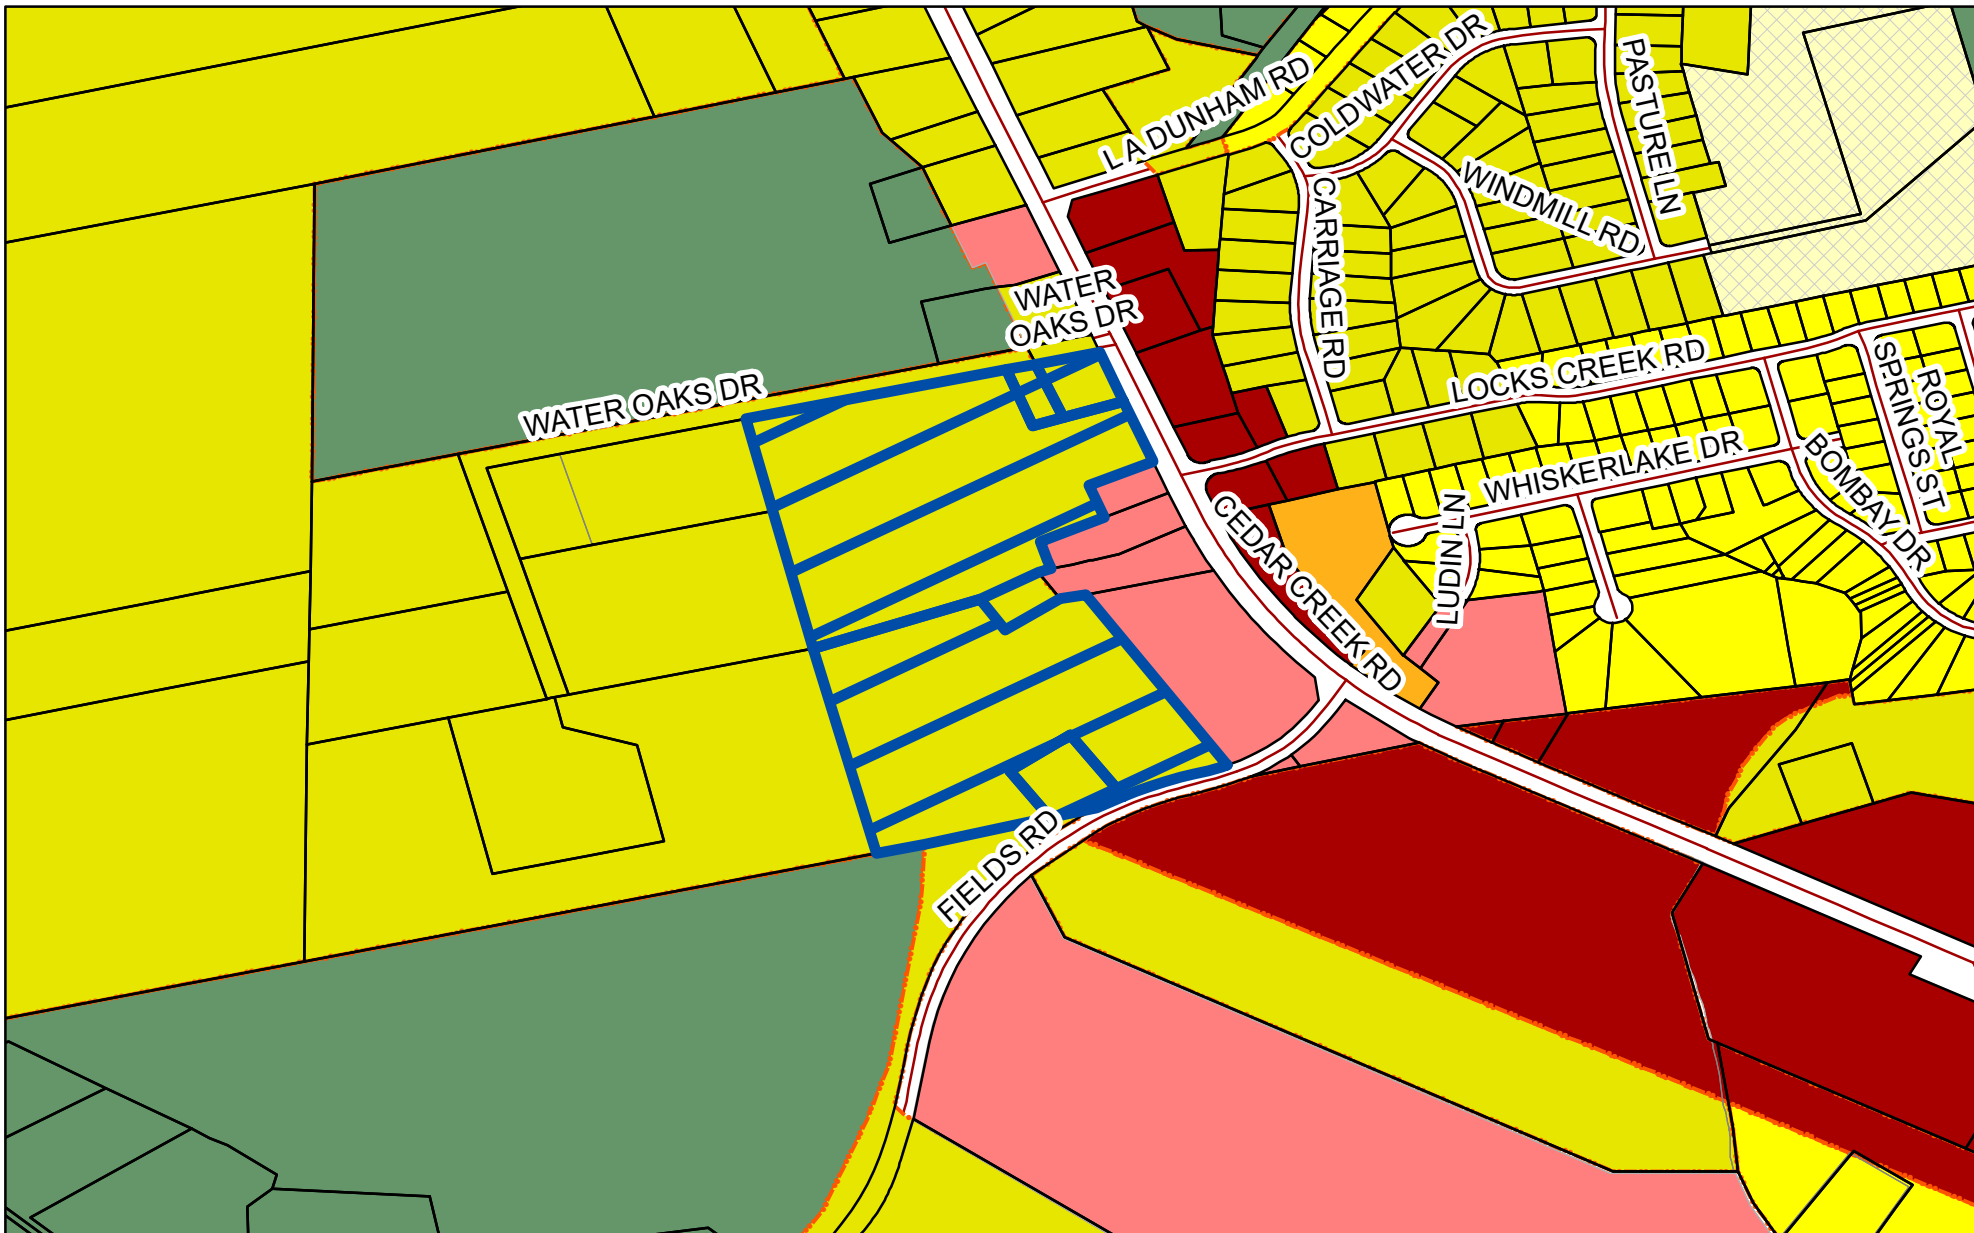 LA DUNHAM RD
COLDWATER DR
PASTURE LN
WINDMILL RD
CARRIAGE RD
WATER
OAKS DR
WATER OAKS DR
LOCKS CREEK RD
ROYAL
SPRINGS ST
WHISKERLAKE DR
BOMBAY DR
LUDIN LN
CEDAR CREEK RD
FIELDS RD